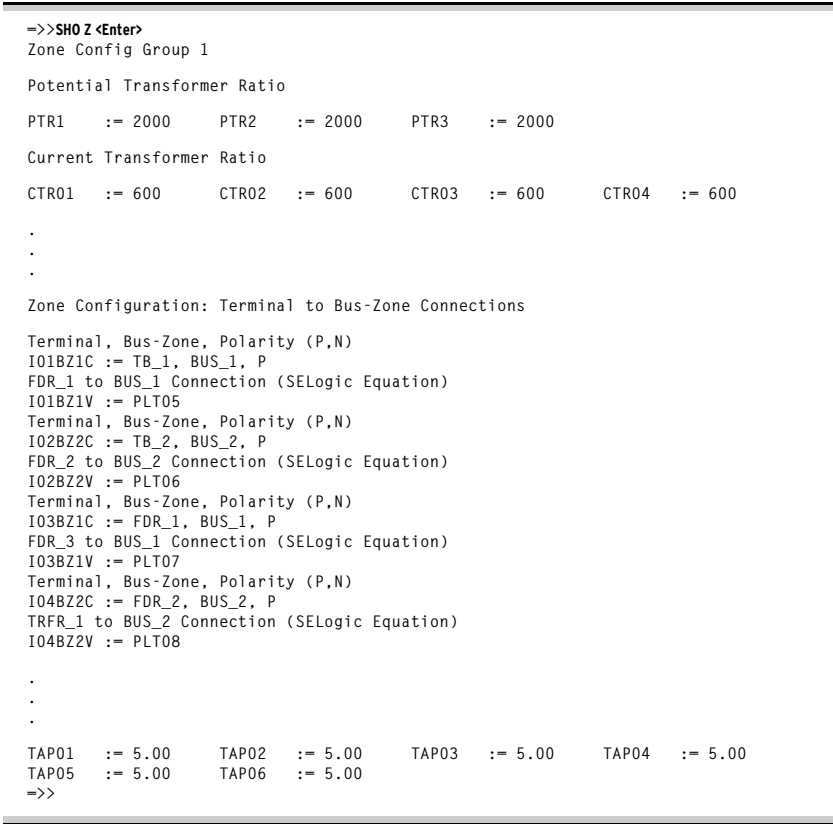 =>>SHO Z <Enter>
Zone Config Group 1
Potential Transformer Ratio
PTR1 := 2000 PTR2 := 2000 PTR3 := 2000
Current Transformer Ratio
CTR01 := 600 CTR02 := 600 CTR03 := 600 CTR04 := 600
.
.
.
Zone Configuration: Terminal to Bus-Zone Connections
Terminal, Bus-Zone, Polarity (P,N)
I01BZ1C := TB_1, BUS_1, P
FDR_1 to BUS_1 Connection (SELogic Equation)
I01BZ1V := PLT05
Terminal, Bus-Zone, Polarity (P,N)
I02BZ2C := TB_2, BUS_2, P
FDR_2 to BUS_2 Connection (SELogic Equation)
I02BZ2V := PLT06
Terminal, Bus-Zone, Polarity (P,N)
I03BZ1C := FDR_1, BUS_1, P
FDR_3 to BUS_1 Connection (SELogic Equation)
I03BZ1V := PLT07
Terminal, Bus-Zone, Polarity (P,N)
I04BZ2C := FDR_2, BUS_2, P
TRFR_1 to BUS_2 Connection (SELogic Equation)
I04BZ2V := PLT08
.
.
.
TAP01 := 5.00 TAP02 := 5.00 TAP03 := 5.00 TAP04 := 5.00
TAP05 := 5.00 TAP06 := 5.00
=>>